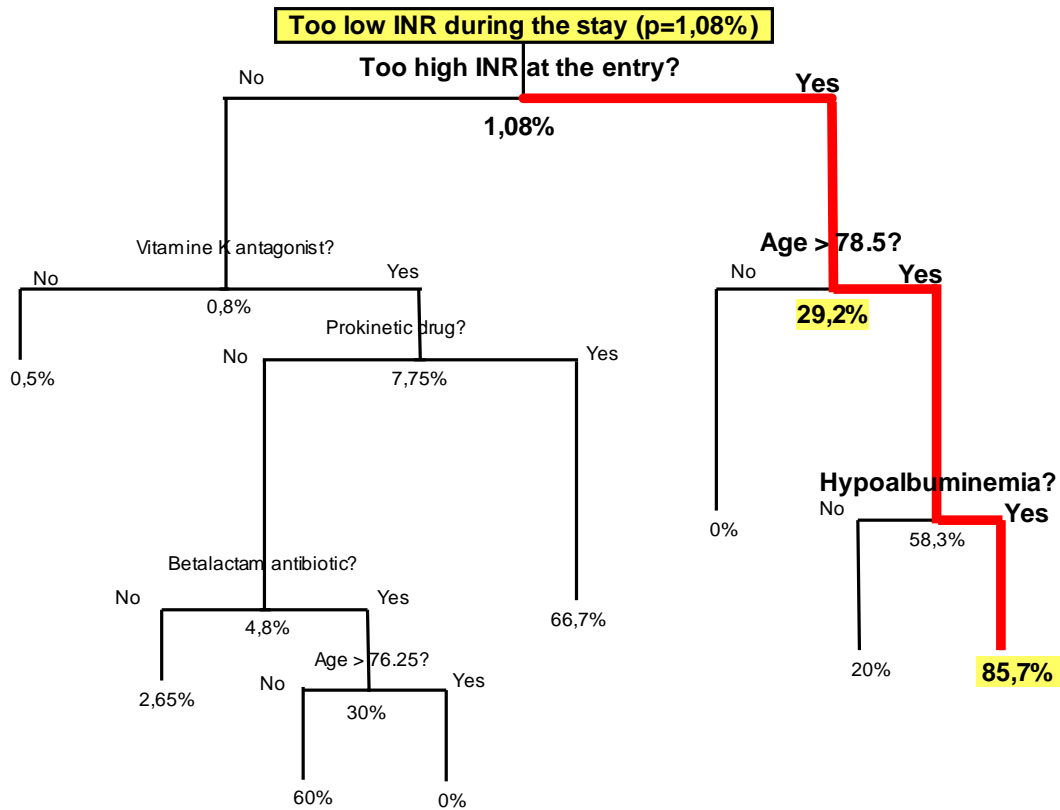 Too low INR during the stay (p=1,08%)
Too high INR at the entry?
No
Yes
1,08%
Vitamine K antagonist?
Age > 78.5?
No
Yes
No
Yes
0,8%
29,2%
Prokinetic drug?
No
Yes
0,5%
7,75%
Hypoalbuminemia?
No
Yes
0%
58,3%
Betalactam antibiotic?
No
Yes
4,8%
66,7%
Age > 76.25?
20%
85,7%
No
Yes
2,65%
30%
60%
0%